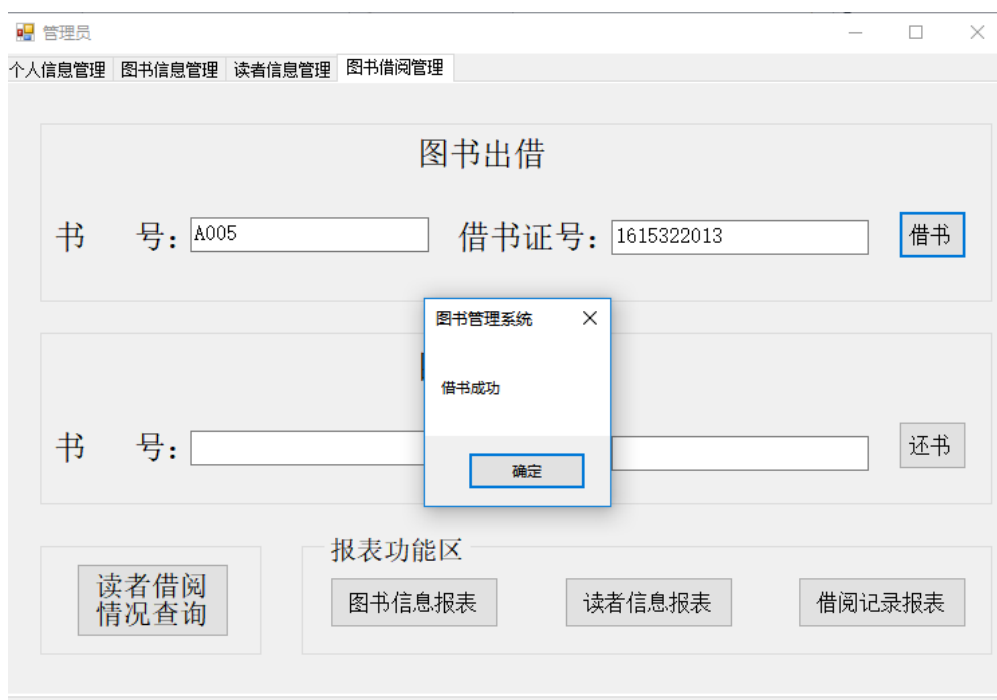 管理员
个人信息管理 图书信息管理 读者信息管理 图书借阅管理
图书出借
书 号: A005 借书证号: 1615322013 借书
图书管理系统
借书成功
确定
书 号: 还书
报表功能区
读者借阅
情况查询
图书信息报表 读者信息报表 借阅记录报表